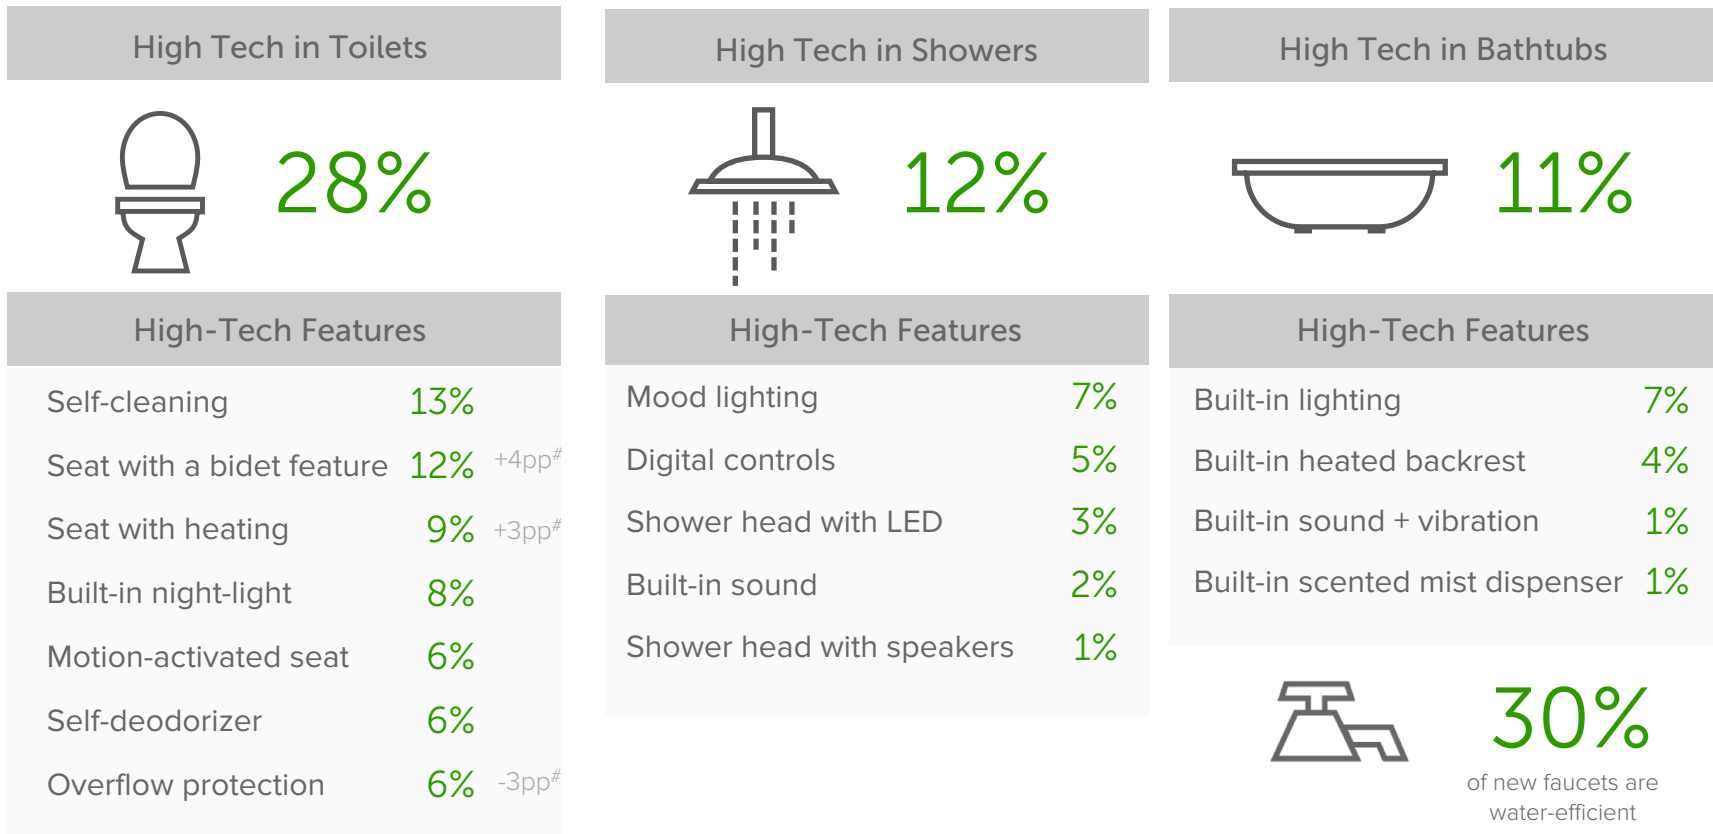 High Tech in Toilets
28%
High-Tech Features
Self-cleaning 13%
Seat with a bidet feature 12% +4pp#
Seat with heating 9% +3pp#
Built-in night-light 8%
Motion-activated seat 6%
Self-deodorizer 6%
Overflow protection 6% -3pp#
High Tech in Showers
12%
High-Tech Features
Mood lighting 7%
Digital controls 5%
Shower head with LED 3%
Built-in sound 2%
Shower head with speakers 1%
High Tech in Bathtubs
11%
High-Tech Features
Built-in lighting 7%
Built-in heated backrest 4%
Built-in sound + vibration 1%
Built-in scented mist dispenser 1%
30%
of new faucets are
water-efficient